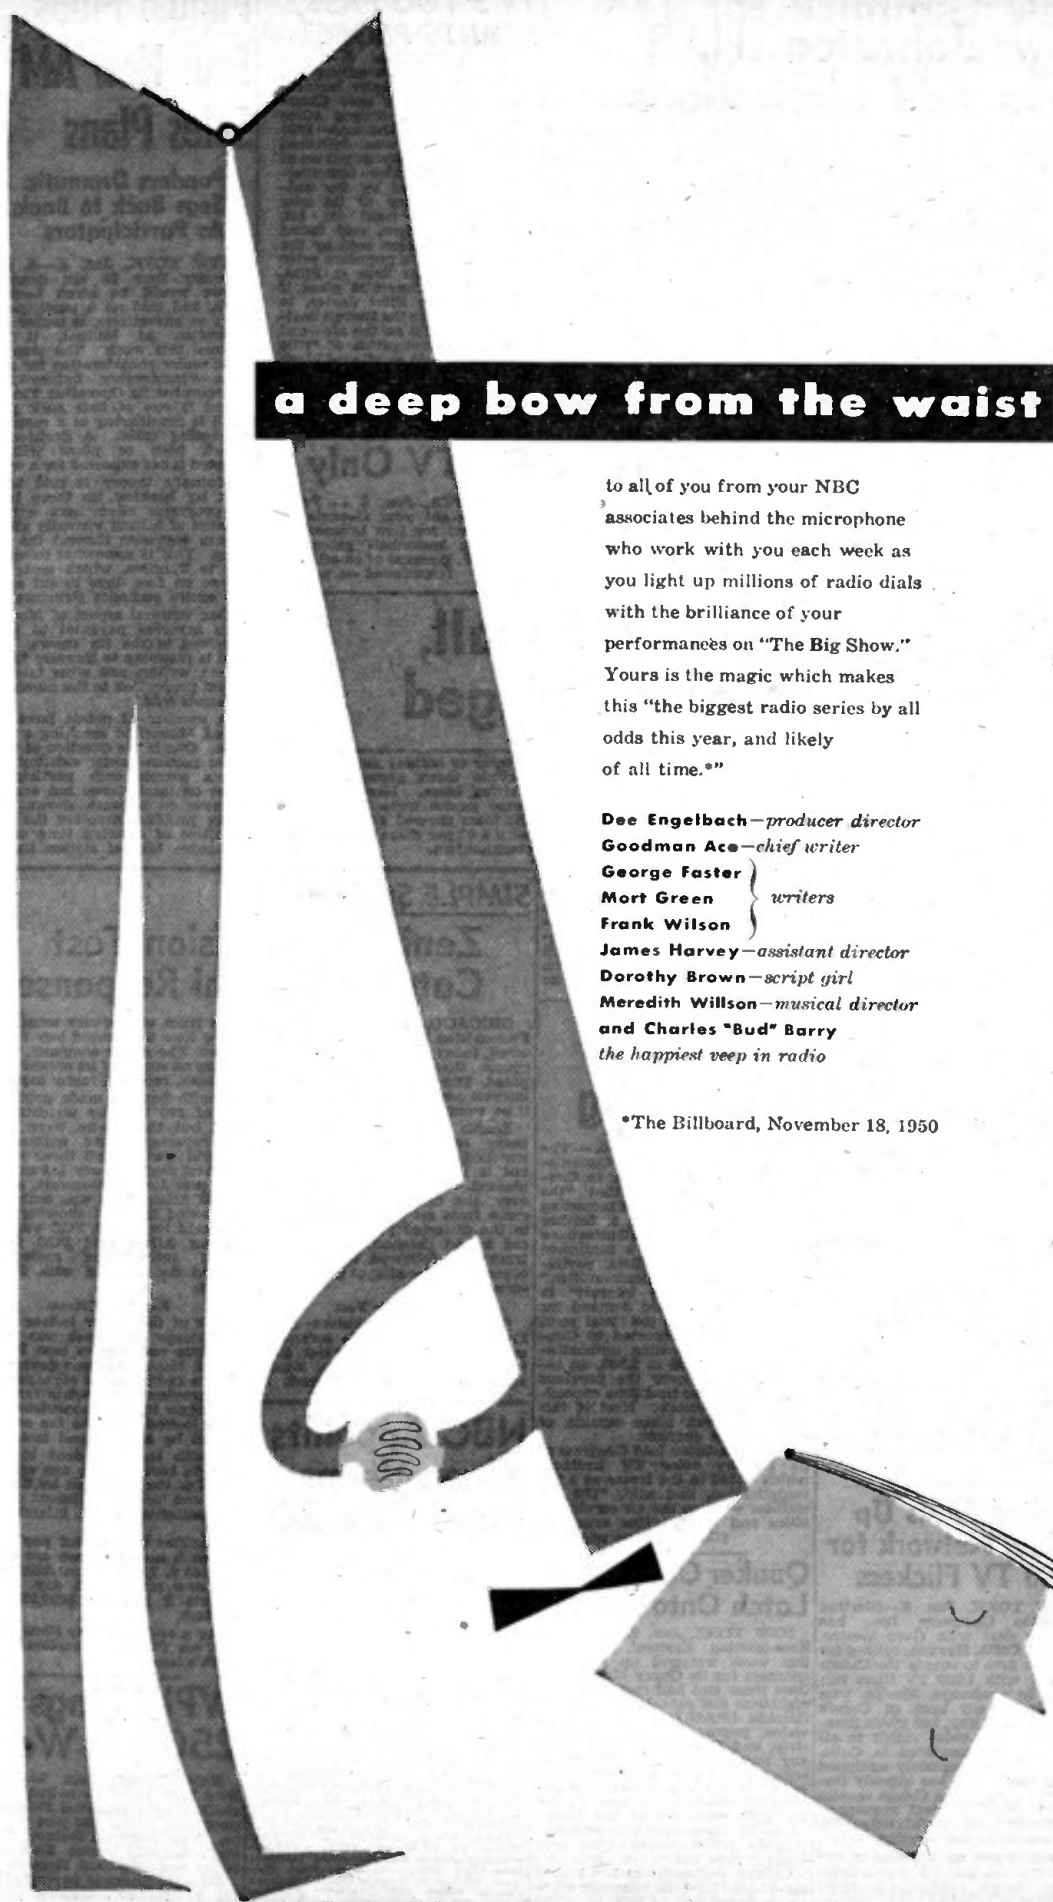 a deep bow from the waist
to all of you from your NBC
associates behind the microphone
who work with you each week as
you light up millions of radio dials
with the brilliance of your
performances on "The Big Show."
Yours is the magic which makes
this "the biggest radio series by all
odds this year, and likely
of all time.*"
Dee Engelbach—producer director
Goodman Ace—chief writer
George Foster
Mort Green } writers
Frank Wilson
James Harvey—assistant director
Dorothy Brown—script girl
Meredith Willson—musical director
and Charles "Bud" Barry
the happiest veep in radio
*The Billboard, November 18, 1950